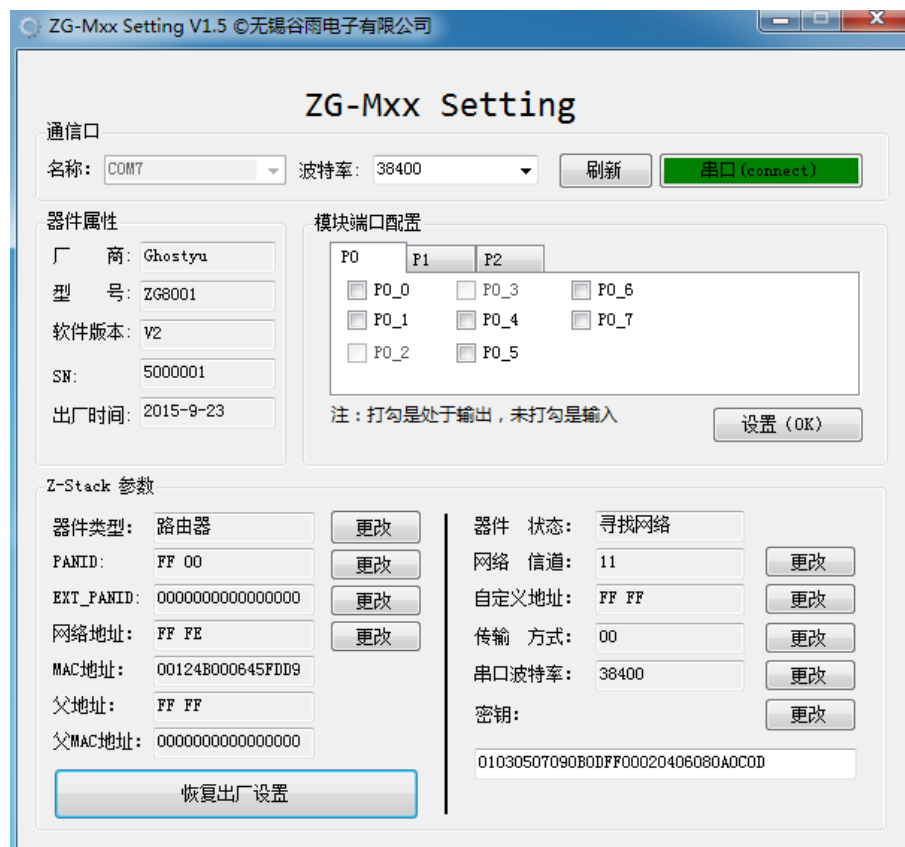 ZG-Mxx Setting V1.5 ©无锡谷雨电子有限公司
ZG-Mxx Setting
通信口
名称: COM7 波特率: 38400 刷新 串口(connect)
器件属性
厂 商: Ghostyu
型 号: ZG8001
软件版本: V2
SN: 5000001
出厂时间: 2015-9-23
模块端口配置
P0 P1 P2
P0_0 P0_3 P0_6
P0_1 P0_4 P0_7
P0_2 P0_5
注:打勾是处于输出,未打勾是输入
设置 (OK)
Z-Stack 参数
器件类型: 路由器 更改
PANID: FF 00 更改
EXT_PANID: 0000000000000000 更改
网络地址: FF FE 更改
MAC地址: 00124B000645FDD9
父地址: FF FF
父MAC地址: 0000000000000000
恢复出厂设置
器件 状态: 寻找网络
网络 信道: 11 更改
自定义地址: FF FF 更改
传输 方式: 00 更改
串口波特率: 38400 更改
密钥: 更改
01030507090B0DFF00020406080A0C0D